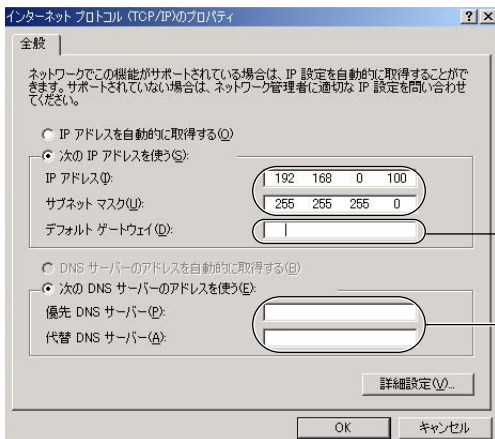 インターネット プロトコル (TCP/IP)のプロパティ
全般
ネットワークでこの機能がサポートされている場合は、IP 設定を自動的に取得することがで
きます。サポートされていない場合は、ネットワーク管理者に適切な IP 設定を問い合わせ
てください。
IP アドレスを自動的に取得する(O)
次の IP アドレスを使う(S):
IP アドレス(I): 192 168 0 100
サブネット マスク(U): 255 255 255 0
デフォルト ゲートウェイ(D):
DNS サーバーのアドレスを自動的に取得する(B)
次の DNS サーバーのアドレスを使う(E):
優先 DNS サーバー(P):
代替 DNS サーバー(A):
詳細設定(V)...
OK キャンセル